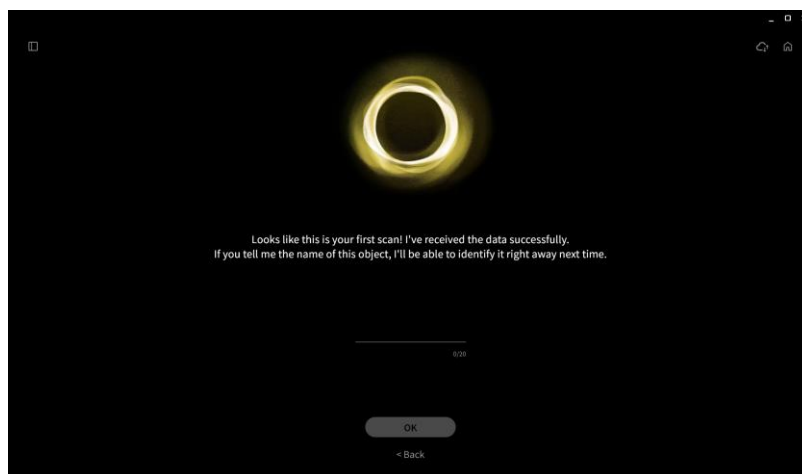 Looks like this is your first scan! I've received the data successfully.
If you tell me the name of this object, I'll be able to identify it right away next time.
0/20
OK
< Back